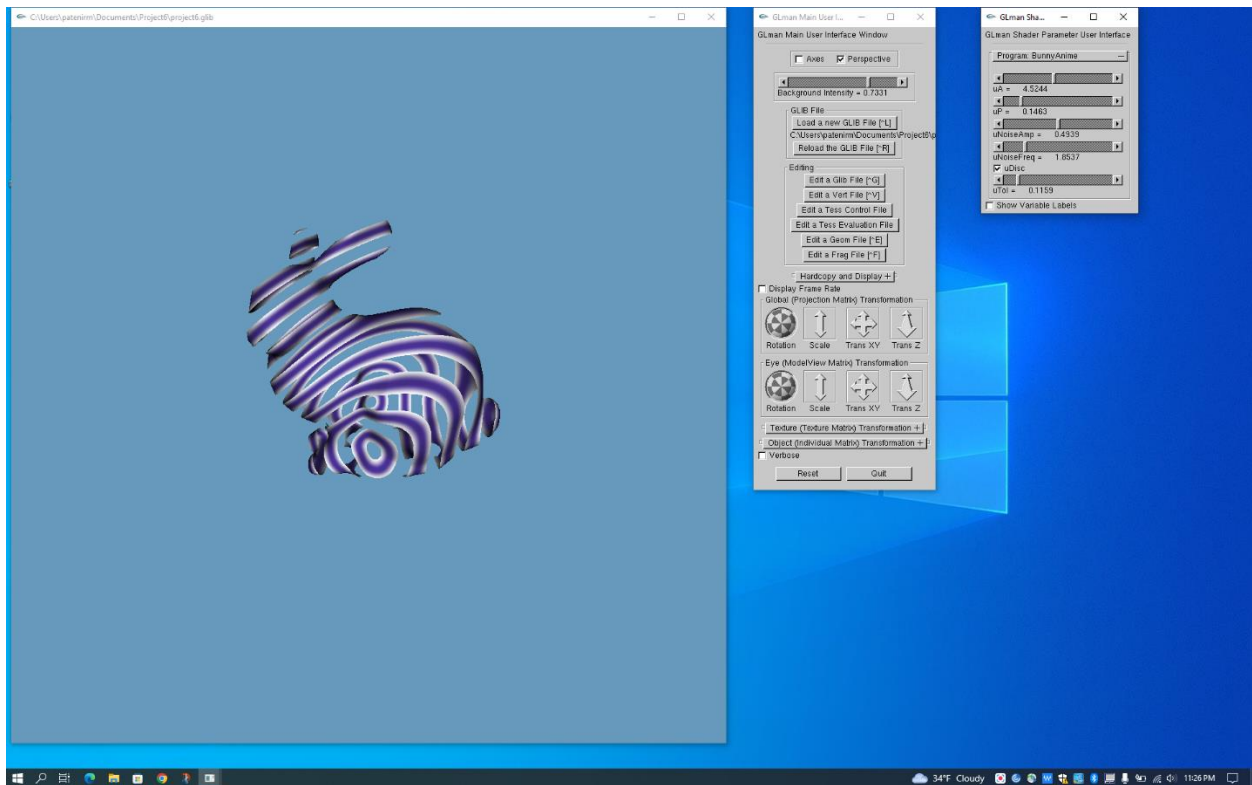 C:\Users\patenirm\Documents\Project6\project6.glib
GLman Main User I...
GLman Main User Interface Window
Axes
Perspective
Background Intensity = 0.7331
GLIB File
Load a new GLIB File [^L]
C:\Users\patenirm\Documents\Project6\p
Reload the GLIB File [^R]
Editing
Edit a Glib File [^G]
Edit a Vert File [^V]
Edit a Tess Control File
Edit a Tess Evaluation File
Edit a Geom File [^E]
Edit a Frag File [^F]
Hardcopy and Display +
Display Frame Rate
Global (Projection Matrix) Transformation
Rotation Scale Trans XY Trans Z
Eye (ModelView Matrix) Transformation
Rotation Scale Trans XY Trans Z
Texture (Texture Matrix) Transformation +
Object (Individual Matrix) Transformation +
Verbose
Reset Quit
GLman Sha...
GLman Shader Parameter User Interface
Program: BunnyAnime
uA = 4.5244
uP = 0.1463
uNoiseAmp = 0.4939
uNoiseFreq = 1.8537
uDisc
uTol = 0.1159
Show Variable Labels
34°F Cloudy
11:26 PM